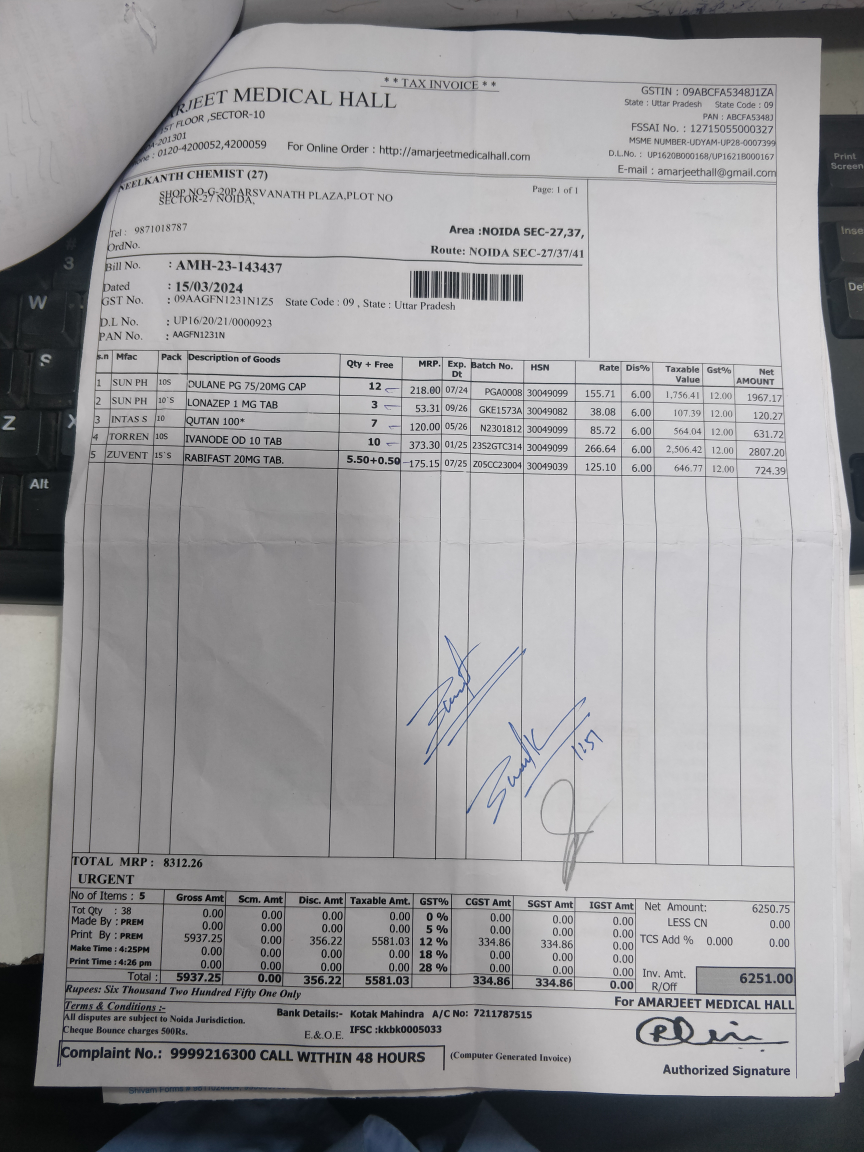 * * TAX INVOICE * *
RJEET MEDICAL HALL
ST FLOOR ,SECTOR-10
-201301
: 0120-4200052,4200059
For Online Order : http://amarjeetmedicalhall.com
GSTIN : 09ABCFA5348J1ZA
State : Uttar Pradesh State Code : 09
PAN : ABCFA5348J
FSSAI No. : 12715055000327
MSME NUMBER-UDYAM-UP28-0007399
D.L.No. : UP1620B000168/UP1621B000167
E-mail : amarjeethall@gmail.com
NEELKANTH CHEMIST (27)
SHOP NO-G-20PARSVANATH PLAZA,PLOT NO
SECTOR-27 NOIDA,
Page: 1 of 1
Tel : 9871018787
OrdNo.
Area :NOIDA SEC-27,37,
Route: NOIDA SEC-27/37/41
Bill No. : AMH-23-143437
Dated : 15/03/2024
GST No. : 09AAGFN1231N1Z5 State Code : 09 , State : Uttar Pradesh
D.L No. : UP16/20/21/0000923
PAN No. : AAGFN1231N
s.n Mfac Pack Description of Goods Qty + Free MRP. Exp. Dt Batch No. HSN Rate Dis% Taxable Value Gst% Net AMOUNT
1 SUN PH 10S DULANE PG 75/20MG CAP 12 218.00 07/24 PGA0008 30049099 155.71 6.00 1,756.41 12.00 1967.17
2 SUN PH 10`S LONAZEP 1 MG TAB 3 53.31 09/26 GKE1573A 30049082 38.08 6.00 107.39 12.00 120.27
3 INTAS S 10 QUTAN 100* 7 120.00 05/26 N2301812 30049099 85.72 6.00 564.04 12.00 631.72
4 TORREN 10S IVANODE OD 10 TAB 10 373.30 01/25 23S2GTC314 30049099 266.64 6.00 2,506.42 12.00 2807.20
5 ZUVENT 15`S RABIFAST 20MG TAB. 5.50+0.50 175.15 07/25 Z05CC23004 30049039 125.10 6.00 646.77 12.00 724.39
1251
TOTAL MRP : 8312.26
URGENT
No of Items : 5 Gross Amt Scm. Amt Disc. Amt Taxable Amt. GST% CGST Amt SGST Amt IGST Amt
Tot Qty : 38 0.00 0.00 0.00 0.00 0 % 0.00 0.00 0.00
Made By : PREM 0.00 0.00 0.00 0.00 5 % 0.00 0.00 0.00
Print By : PREM 5937.25 0.00 356.22 5581.03 12 % 334.86 334.86 0.00
Make Time : 4:25PM 0.00 0.00 0.00 0.00 18 % 0.00 0.00 0.00
Print Time : 4:26 pm 0.00 0.00 0.00 0.00 28 % 0.00 0.00 0.00
Total : 5937.25 0.00 356.22 5581.03 334.86 334.86 0.00
Net Amount: 6250.75
LESS CN 0.00
TCS Add % 0.000 0.00
Inv. Amt. R/Off 6251.00
Rupees: Six Thousand Two Hundred Fifty One Only
For AMARJEET MEDICAL HALL
Terms & Conditions :-
All disputes are subject to Noida Jurisdiction.
Cheque Bounce charges 500Rs.
E.&.O.E.
Bank Details:- Kotak Mahindra A/C No: 7211787515
IFSC :kkbk0005033
Complaint No.: 9999216300 CALL WITHIN 48 HOURS
(Computer Generated Invoice)
Authorized Signature